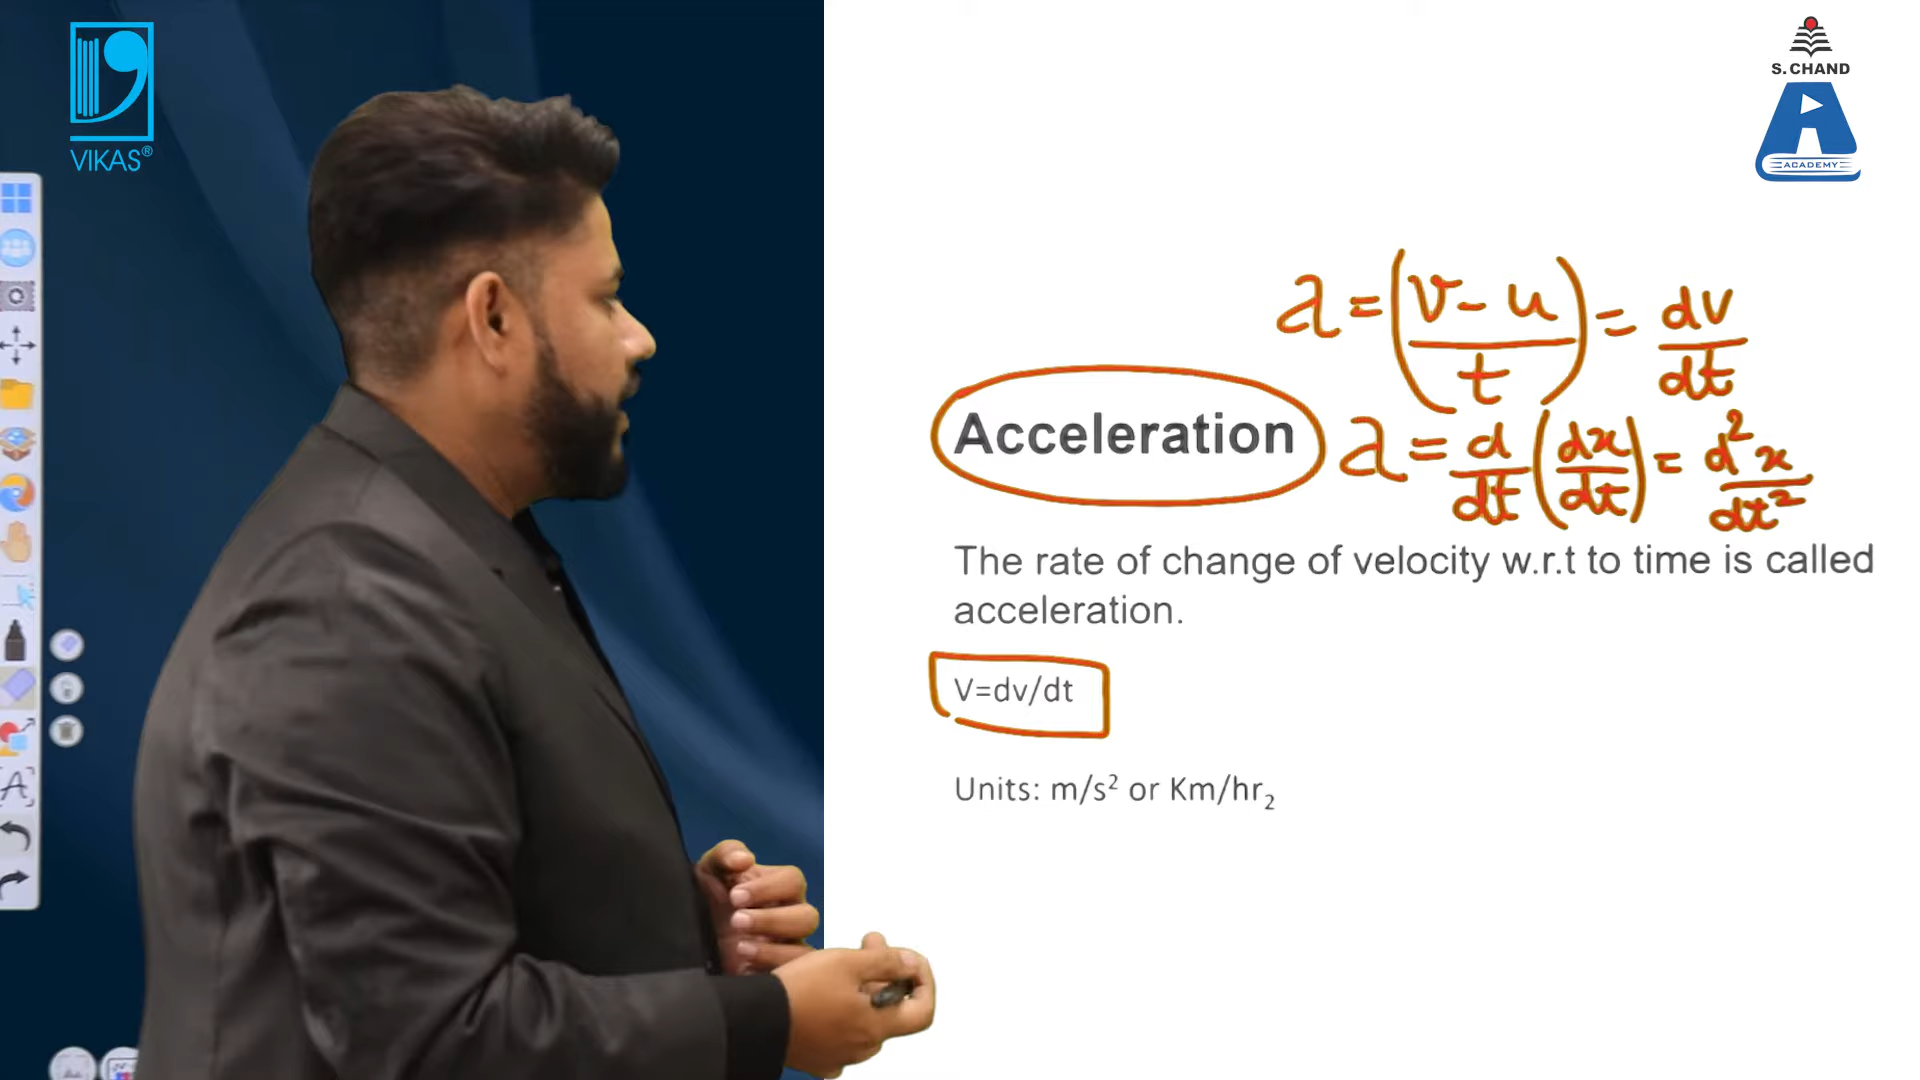 VIKAS®
S. CHAND
ACADEMY
a = (v - u / t) = dv/dt
Acceleration
a = d/dt (dx/dt) = d²x/dt²
The rate of change of velocity w.r.t to time is called
acceleration.
V=dv/dt
Units: m/s² or Km/hr₂